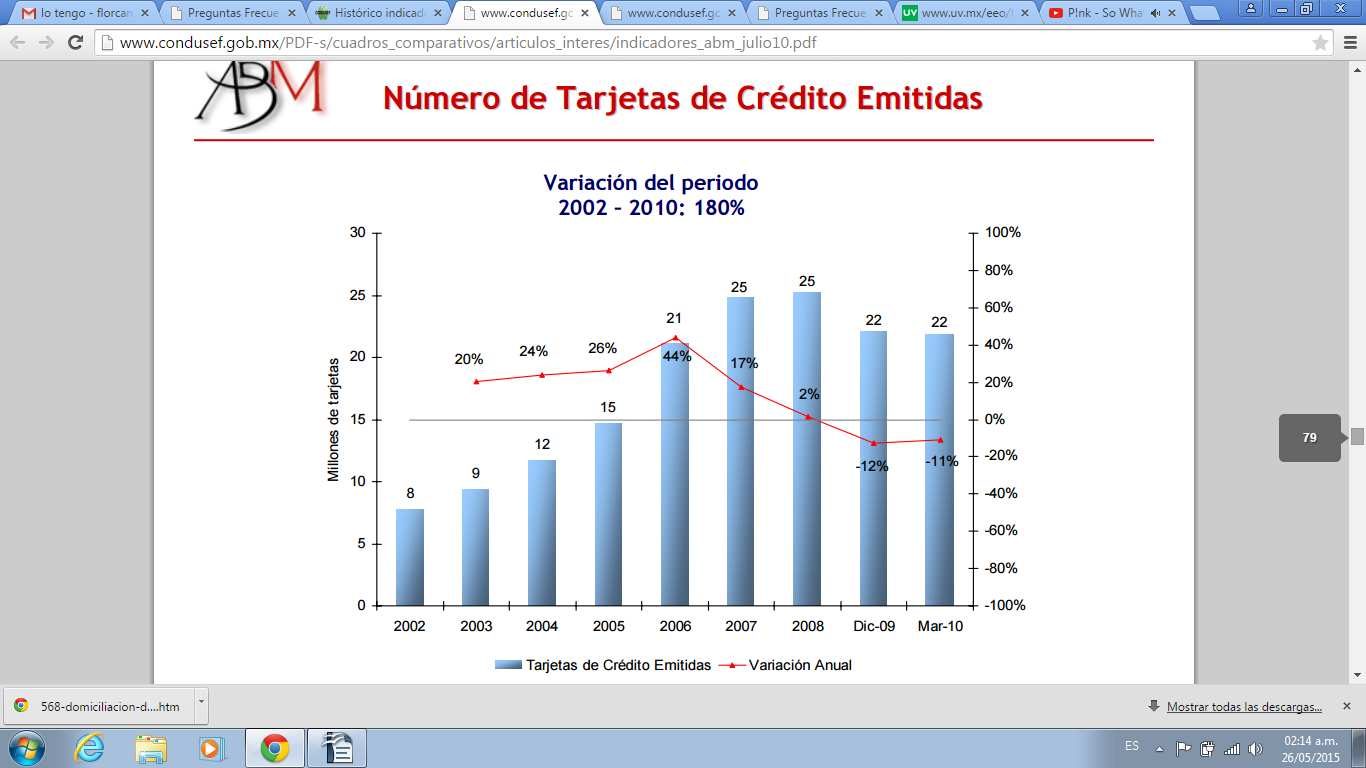 lo tengo - florcan
Preguntas Frecue
Histórico indicad
www.condusef.gc
www.condusef.gc
Preguntas Frecue
UV www.uv.mx/eeo/
P!nk - So Wha
www.condusef.gob.mx/PDF-s/cuadros_comparativos/articulos_interes/indicadores_abm_julio10.pdf
ABM
Número de Tarjetas de Crédito Emitidas
Variación del periodo
2002 – 2010: 180%
30
25
20
15
10
5
0
Millones de tarjetas
100%
80%
60%
40%
20%
0%
-20%
-40%
-60%
-80%
-100%
8
9
12
15
21
25
25
22
22
20%
24%
26%
44%
17%
2%
-12%
-11%
2002 2003 2004 2005 2006 2007 2008 Dic-09 Mar-10
Tarjetas de Crédito Emitidas Variación Anual
79
568-domiciliacion-d....htm
Mostrar todas las descargas...
ES
02:14 a.m.
26/05/2015